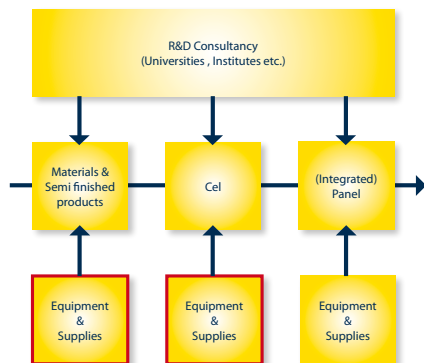 R&D Consultancy
(Universities , Institutes etc.)
Materials &
Semi finished
products
Cel
(Integrated)
Panel
Equipment
&
Supplies
Equipment
&
Supplies
Equipment
&
Supplies